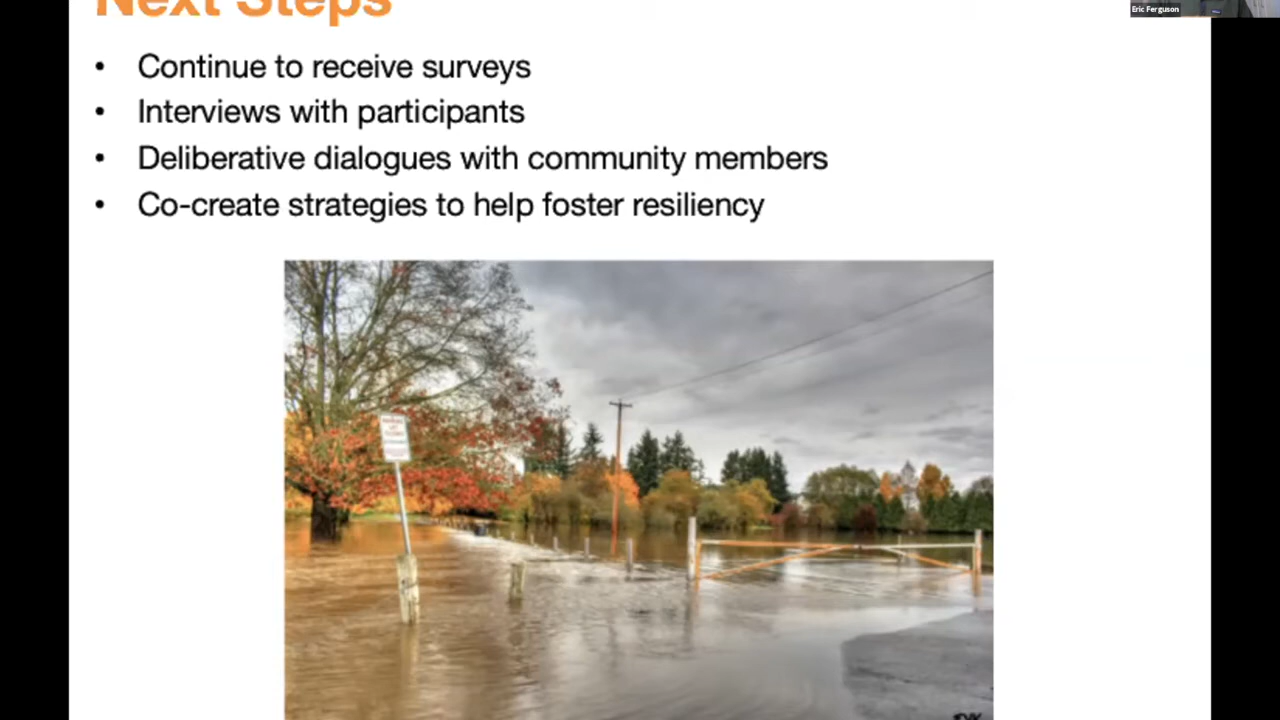 Next Steps
Eric Ferguson
• Continue to receive surveys
• Interviews with participants
• Deliberative dialogues with community members
• Co-create strategies to help foster resiliency